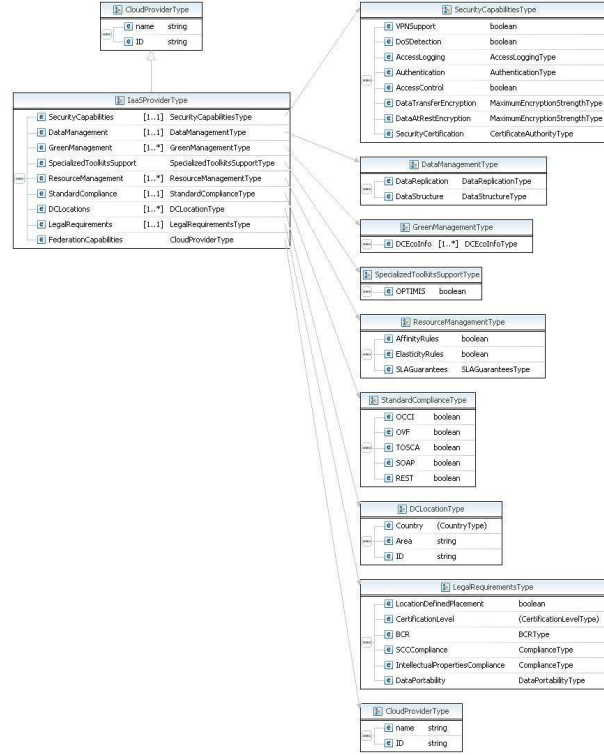 CloudProviderType
name string
ID string
IaaSProviderType
SecurityCapabilities [1..1] SecurityCapabilitiesType
DataManagement [1..1] DataManagementType
GreenManagement [1..*] GreenManagementType
SpecializedToolkitsSupport SpecializedToolkitsSupportType
ResourceManagement [1..*] ResourceManagementType
StandardCompliance [1..1] StandardComplianceType
DCLocations [1..*] DCLocationType
LegalRequirements [1..1] LegalRequirementsType
FederationCapabilities CloudProviderType
SecurityCapabilitiesType
VPNSupport boolean
DoSDetection boolean
AccessLogging AccessLoggingType
Authentication AuthenticationType
AccessControl boolean
DataTransferEncryption MaximumEncryptionStrengthType
DataAtRestEncryption MaximumEncryptionStrengthType
SecurityCertification CertificateAuthorityType
DataManagementType
DataReplication DataReplicationType
DataStructure DataStructureType
GreenManagementType
DCEcoInfo [1..*] DCEcoInfoType
SpecializedToolkitsSupportType
OPTIMIS boolean
ResourceManagementType
AffinityRules boolean
ElasticityRules boolean
SLAGuarantees SLAGuaranteesType
StandardComplianceType
OCCI boolean
OVF boolean
TOSCA boolean
SOAP boolean
REST boolean
DCLocationType
Country (CountryType)
Area string
ID string
LegalRequirementsType
LocationDefinedPlacement boolean
CertificationLevel (CertificationLevelType)
BCR BCRType
SCCCompliance ComplianceType
IntellectualPropertiesCompliance ComplianceType
DataPortability DataPortabilityType
CloudProviderType
name string
ID string